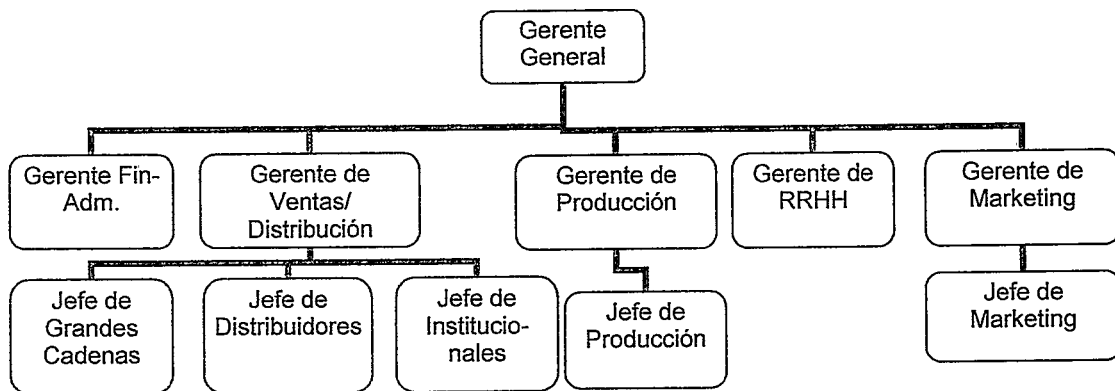 Gerente
General
Gerente Fin-
Adm.
Gerente de
Ventas/
Distribución
Gerente de
Producción
Gerente de
RRHH
Gerente de
Marketing
Jefe de
Grandes
Cadenas
Jefe de
Distribuidores
Jefe de
Institucio-
nales
Jefe de
Producción
Jefe de
Marketing